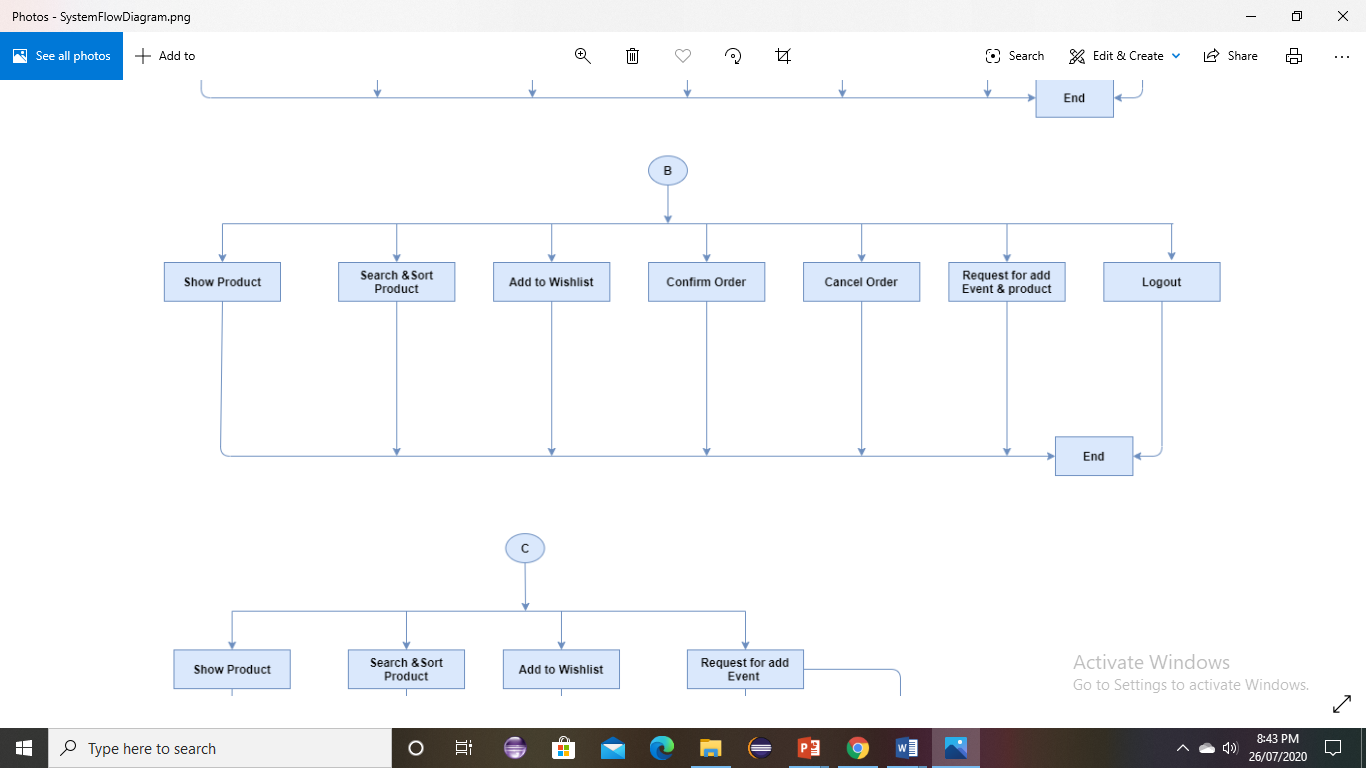 Photos - SystemFlowDiagram.png
See all photos
Add to
Search
Edit & Create
Share
End
B
Show Product
Search &Sort
Product
Add to Wishlist
Confirm Order
Cancel Order
Request for add
Event & product
Logout
End
C
Show Product
Search &Sort
Product
Add to Wishlist
Request for add
Event
Activate Windows
Go to Settings to activate Windows.
Type here to search
8:43 PM
26/07/2020